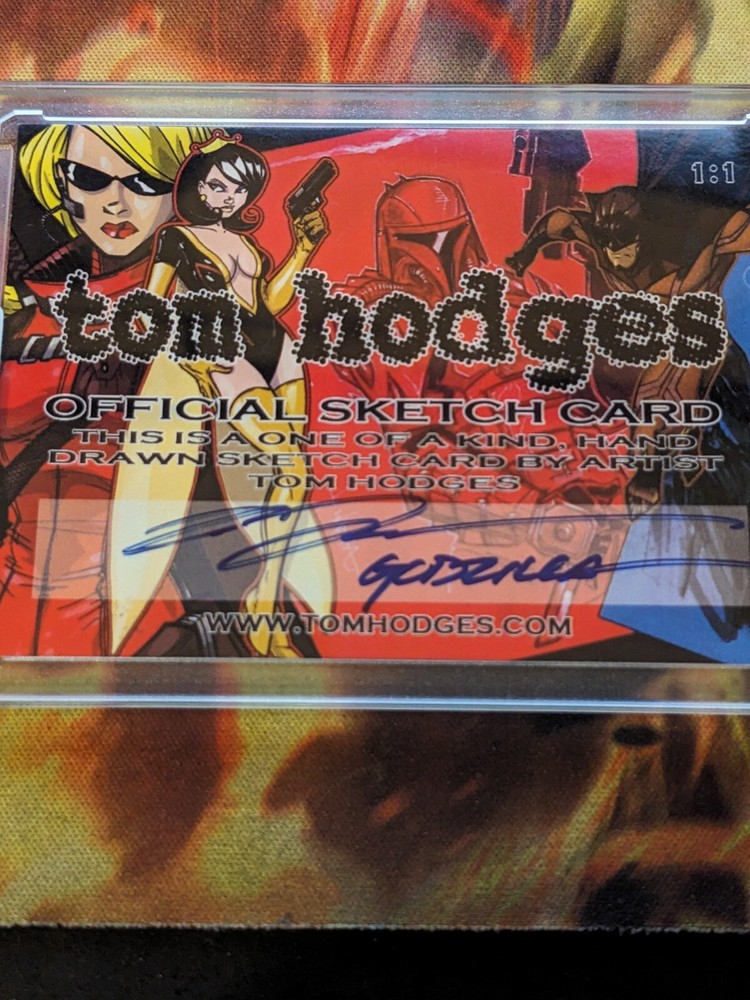 1:1
tom hodges
OFFICIAL SKETCH CARD
THIS IS A ONE OF A KIND, HAND
DRAWN SKETCH CARD BY ARTIST
TOM HODGES
GODZILLA
WWW.TOMHODGES.COM